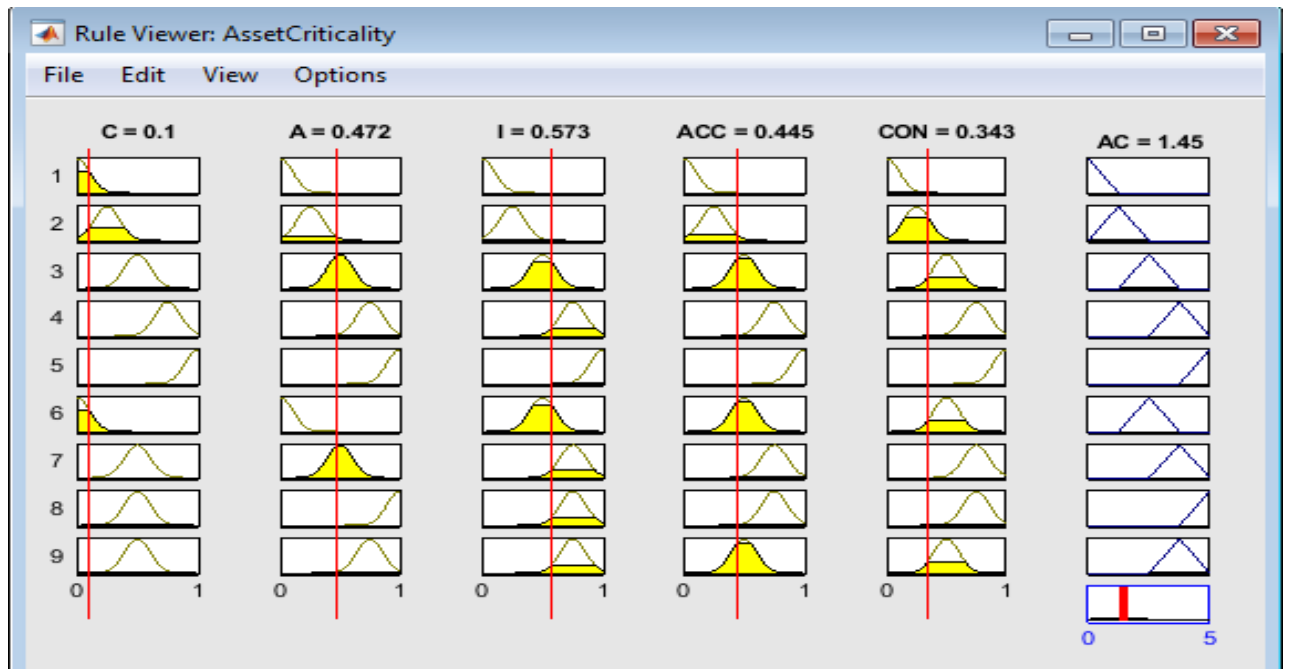 Rule Viewer: AssetCriticality
File Edit View Options
C = 0.1 A = 0.472 I = 0.573 ACC = 0.445 CON = 0.343 AC = 1.45
1
2
3
4
5
6
7
8
9
0 1 0 1 0 1 0 1 0 1
0 5